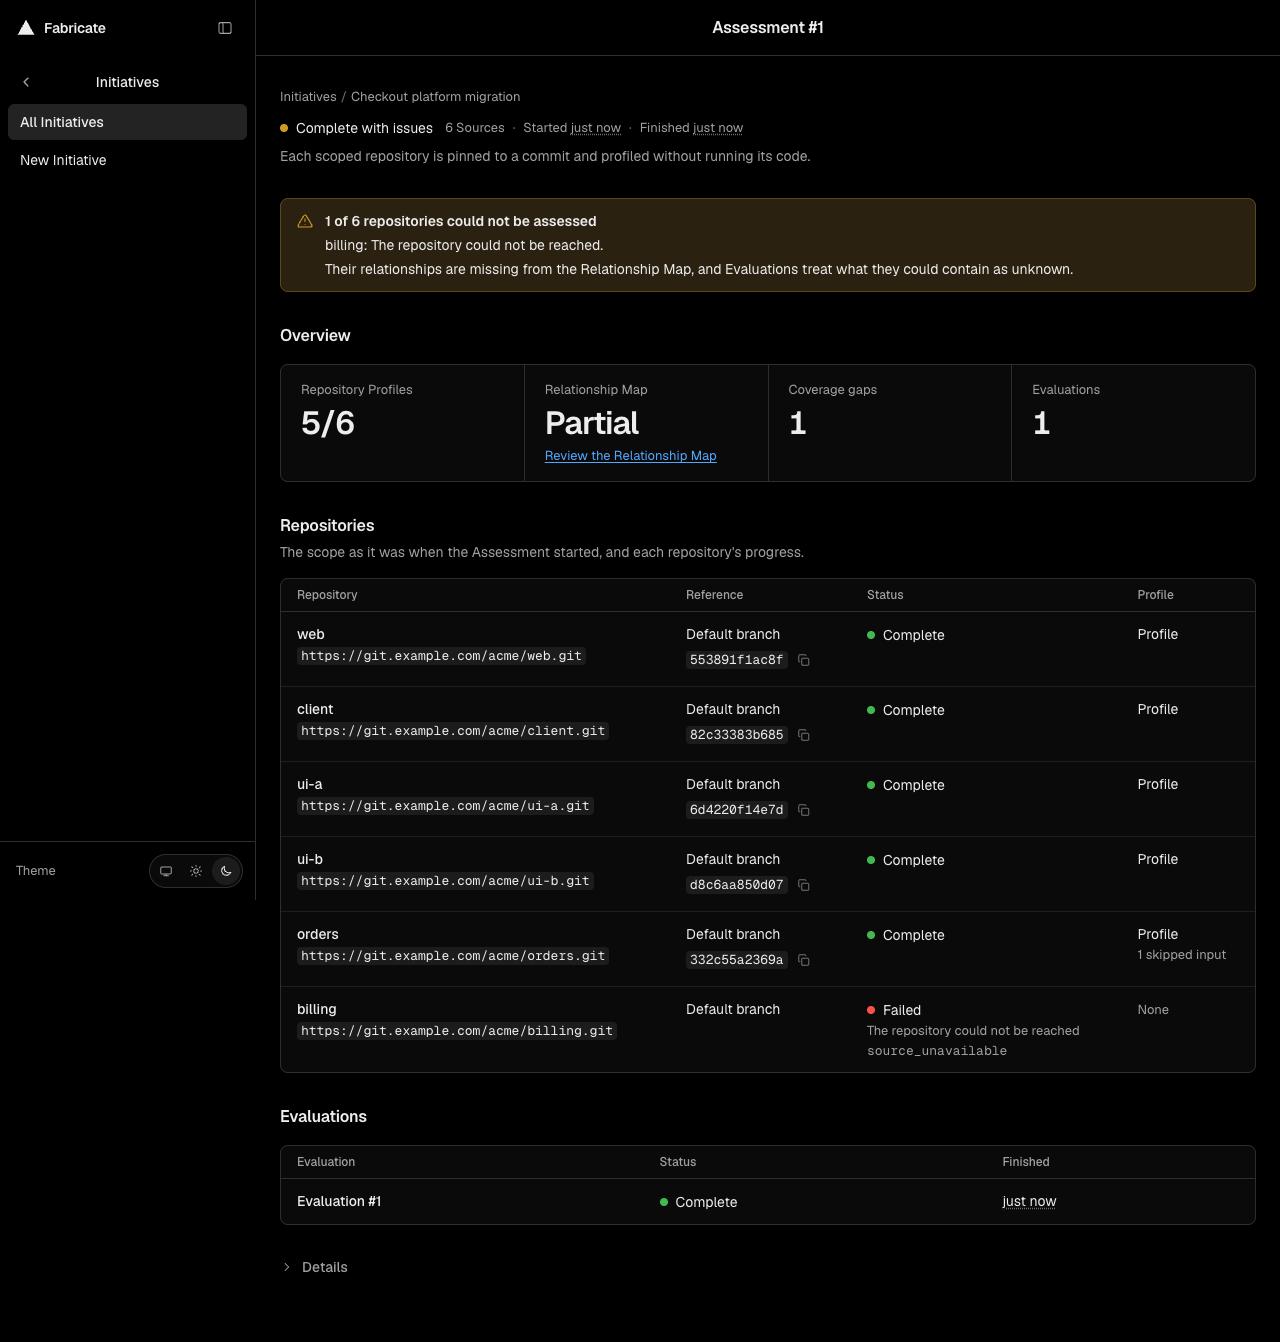 Fabricate
Assessment #1
Initiatives
All Initiatives
New Initiative
Theme
Initiatives / Checkout platform migration
Complete with issues 6 Sources · Started just now · Finished just now
Each scoped repository is pinned to a commit and profiled without running its code.
1 of 6 repositories could not be assessed
billing: The repository could not be reached.
Their relationships are missing from the Relationship Map, and Evaluations treat what they could contain as unknown.
Overview
Repository Profiles
5/6
Relationship Map
Partial
Review the Relationship Map
Coverage gaps
1
Evaluations
1
Repositories
The scope as it was when the Assessment started, and each repository's progress.
Repository Reference Status Profile
web Default branch Complete Profile
https://git.example.com/acme/web.git 553891f1ac8f
client Default branch Complete Profile
https://git.example.com/acme/client.git 82c33383b685
ui-a Default branch Complete Profile
https://git.example.com/acme/ui-a.git 6d4220f14e7d
ui-b Default branch Complete Profile
https://git.example.com/acme/ui-b.git d8c6aa850d07
orders Default branch Complete Profile
https://git.example.com/acme/orders.git 332c55a2369a 1 skipped input
billing Default branch Failed None
https://git.example.com/acme/billing.git The repository could not be reached
source_unavailable
Evaluations
Evaluation Status Finished
Evaluation #1 Complete just now
Details